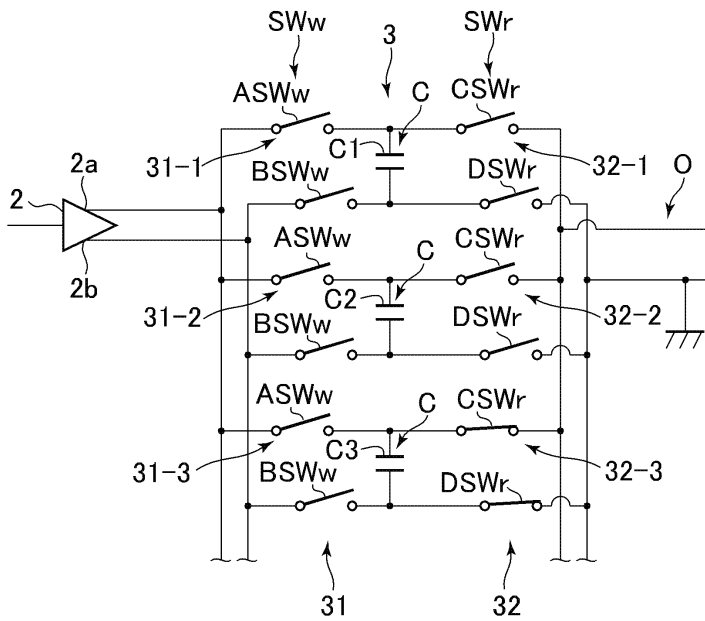 SWw 3 SWr
ASWw C CSWr
31-1 C1 32-1
2 2a BSWw DSWr O
ASWw CSWr
2b C
31-2 C2 32-2
BSWw DSWr
ASWw C CSWr
31-3 C3 32-3
BSWw DSWr
31 32